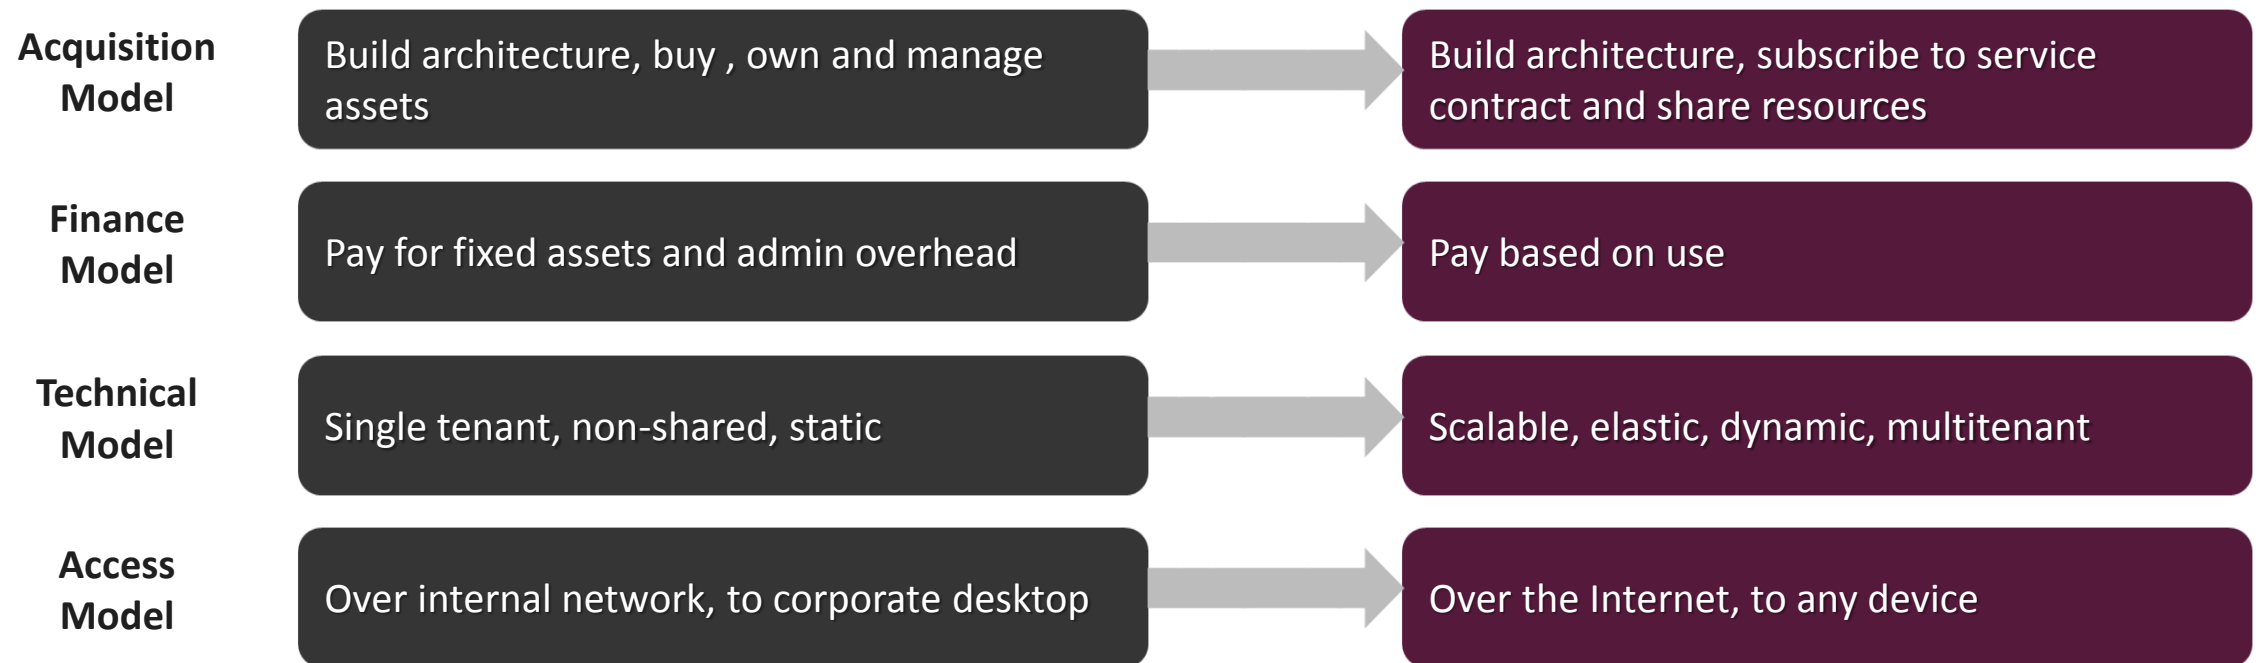 Acquisition
Model
Build architecture, buy , own and manage
assets
Build architecture, subscribe to service
contract and share resources
Finance
Model
Pay for fixed assets and admin overhead
Pay based on use
Technical
Model
Single tenant, non-shared, static
Scalable, elastic, dynamic, multitenant
Access
Model
Over internal network, to corporate desktop
Over the Internet, to any device